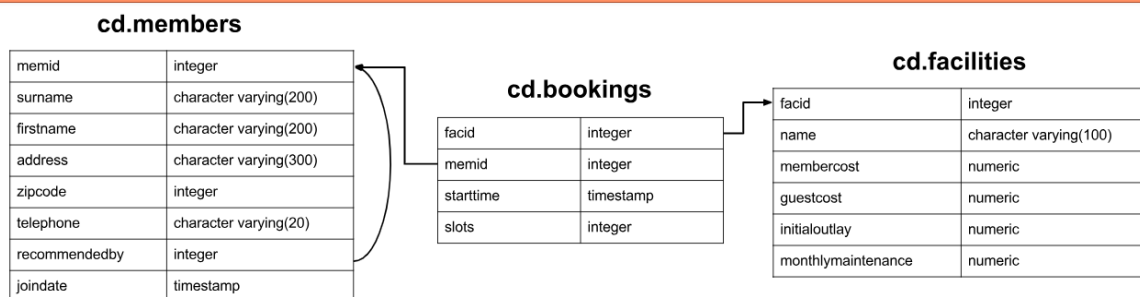 cd.members
memid integer
surname character varying(200)
firstname character varying(200)
address character varying(300)
zipcode integer
telephone character varying(20)
recommendedby integer
joindate timestamp
cd.bookings
facid integer
memid integer
starttime timestamp
slots integer
cd.facilities
facid integer
name character varying(100)
membercost numeric
guestcost numeric
initialoutlay numeric
monthlymaintenance numeric